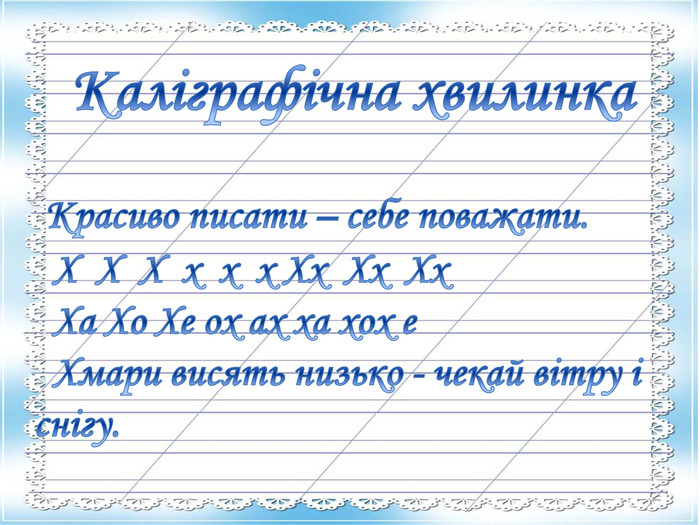 Каліграфічна хвилинка
Красиво писати – себе поважати.
Х Х Х х х х Хх Хх Хх
Ха Хо Хе ох ах ха хох е
Хмари висять низько - чекай вітру і
снігу.